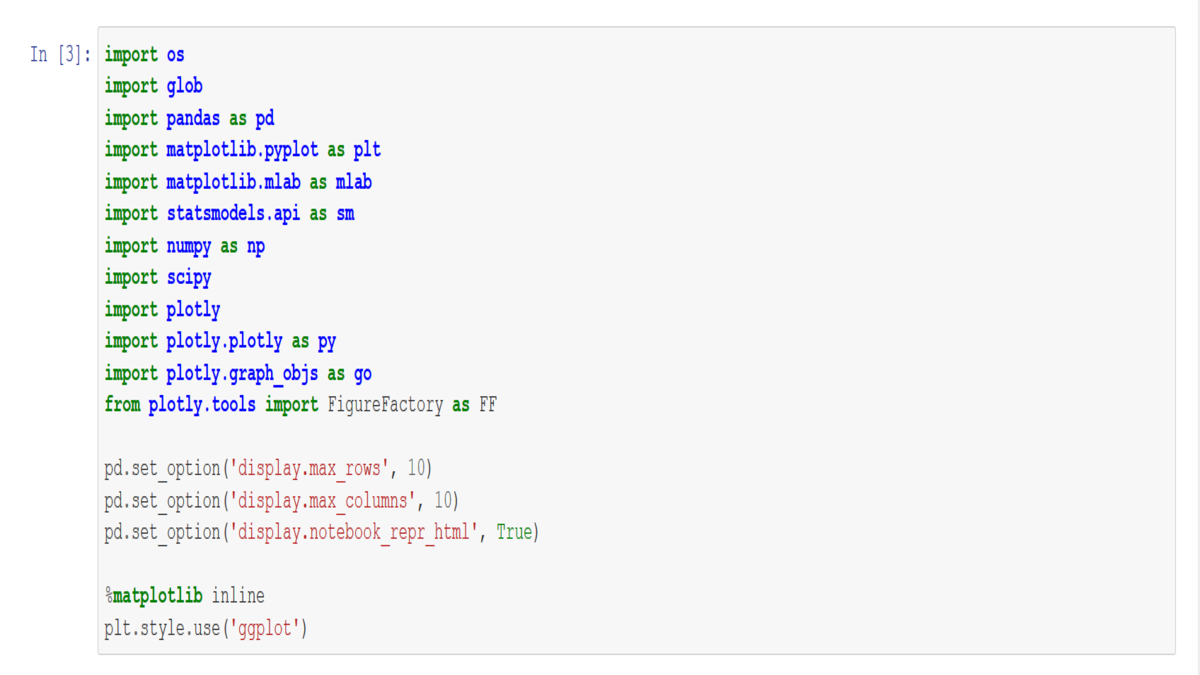 In [3]: import os
import glob
import pandas as pd
import matplotlib.pyplot as plt
import matplotlib.mlab as mlab
import statsmodels.api as sm
import numpy as np
import scipy
import plotly
import plotly.plotly as py
import plotly.graph_objs as go
from plotly.tools import FigureFactory as FF
pd.set_option('display.max_rows', 10)
pd.set_option('display.max_columns', 10)
pd.set_option('display.notebook_repr_html', True)
%matplotlib inline
plt.style.use('ggplot')